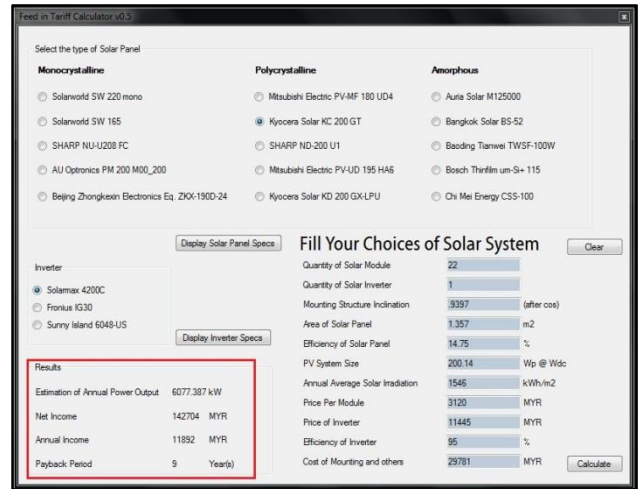 Feed in Tariff Calculator v0.5
Select the type of Solar Panel
Monocrystalline
Polycrystalline
Amorphous
Solarworld SW 220 mono
Mitsubishi Electric PV-MF 180 UD4
Auria Solar M125000
Solarworld SW 165
Kyocera Solar KC 200 GT
Bangkok Solar BS-52
SHARP NU-U208 FC
SHARP ND-200 U1
Baoding Tianwei TWSF-100W
AU Optronics PM 200 M00_200
Mitsubishi Electric PV-UD 195 HA6
Bosch Thinfilm um-Si+ 115
Beijing Zhongkexin Electronics Eq. ZKX-190D-24
Kyocera Solar KD 200 GX-LPU
Chi Mei Energy CSS-100
Display Solar Panel Specs
Fill Your Choices of Solar System
Clear
Inverter
Solarmax 4200C
Fronius IG30
Sunny Island 6048-US
Display Inverter Specs
Quantity of Solar Module 22
Quantity of Solar Inverter 1
Mounting Structure Inclination .9397 (after cos)
Area of Solar Panel 1.357 m2
Efficiency of Solar Panel 14.75 %
PV System Size 200.14 Wp @ Wdc
Annual Average Solar Irradiation 1546 kWh/m2
Price Per Module 3120 MYR
Price of Inverter 11445 MYR
Efficiency of Inverter 95 %
Cost of Mounting and others 29781 MYR
Calculate
Results
Estimation of Annual Power Output 6077.387 kW
Net Income 142704 MYR
Annual Income 11892 MYR
Payback Period 9 Year(s)